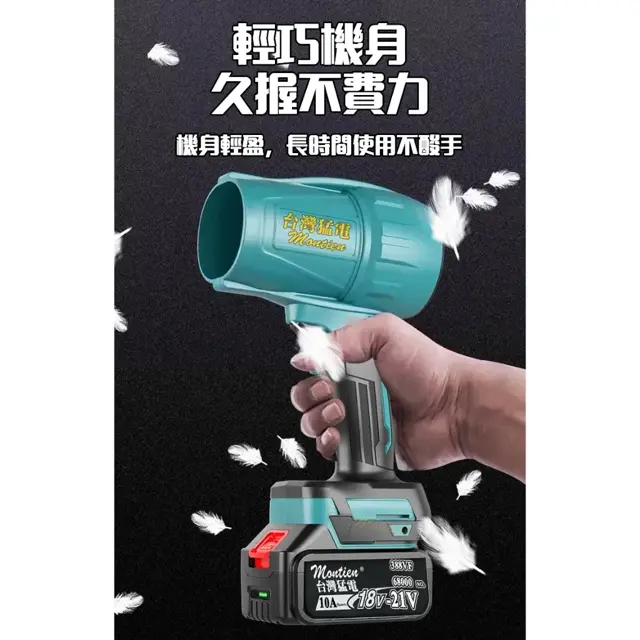 輕巧機身
久握不費力
機身輕盈,長時間使用不酸手
台灣猛電
Montien
388VF
68000
Montien®
台灣猛電
10A
18V-21V